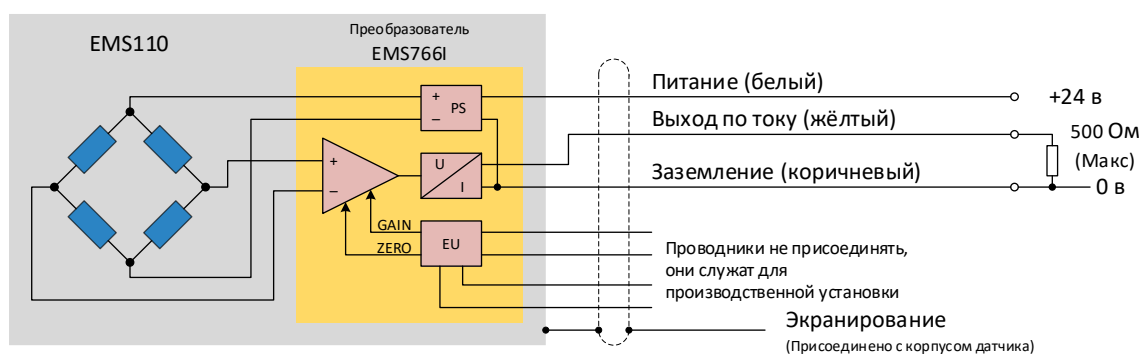 EMS110
Преобразователь
EMS766I
+
−
PS
+
−
U
I
GAIN
ZERO
EU
Питание (белый)
+24 в
Выход по току (жёлтый)
500 Ом
(Макс)
Заземление (коричневый)
0 в
Проводники не присоединять,
они служат для
производственной установки
Экранирование
(Присоединено с корпусом датчика)